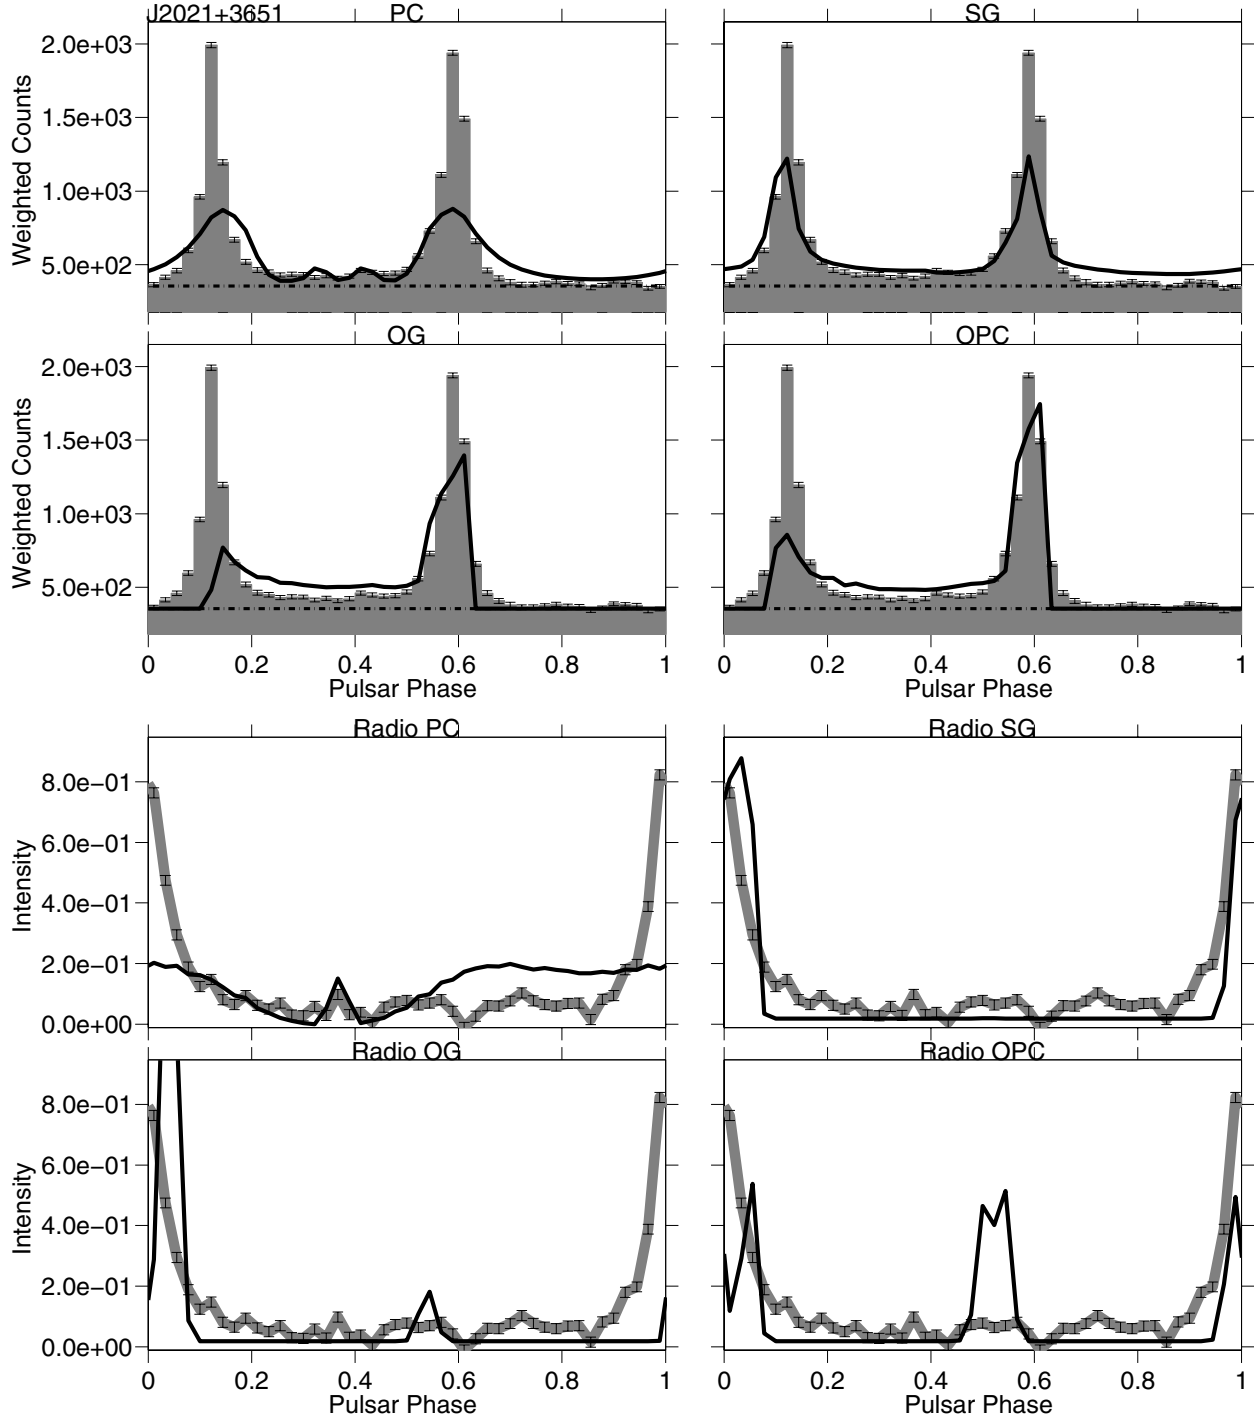 J2021+3651 PC SG
2.0e+03
1.5e+03
1.0e+03
5.0e+02
Weighted Counts
OG OPC
2.0e+03
1.5e+03
1.0e+03
5.0e+02
Weighted Counts
0 0.2 0.4 0.6 0.8 1 0 0.2 0.4 0.6 0.8 1
Pulsar Phase Pulsar Phase
Radio PC Radio SG
8.0e−01
6.0e−01
4.0e−01
2.0e−01
0.0e+00
Intensity
Radio OG Radio OPC
8.0e−01
6.0e−01
4.0e−01
2.0e−01
0.0e+00
Intensity
0 0.2 0.4 0.6 0.8 1 0 0.2 0.4 0.6 0.8 1
Pulsar Phase Pulsar Phase